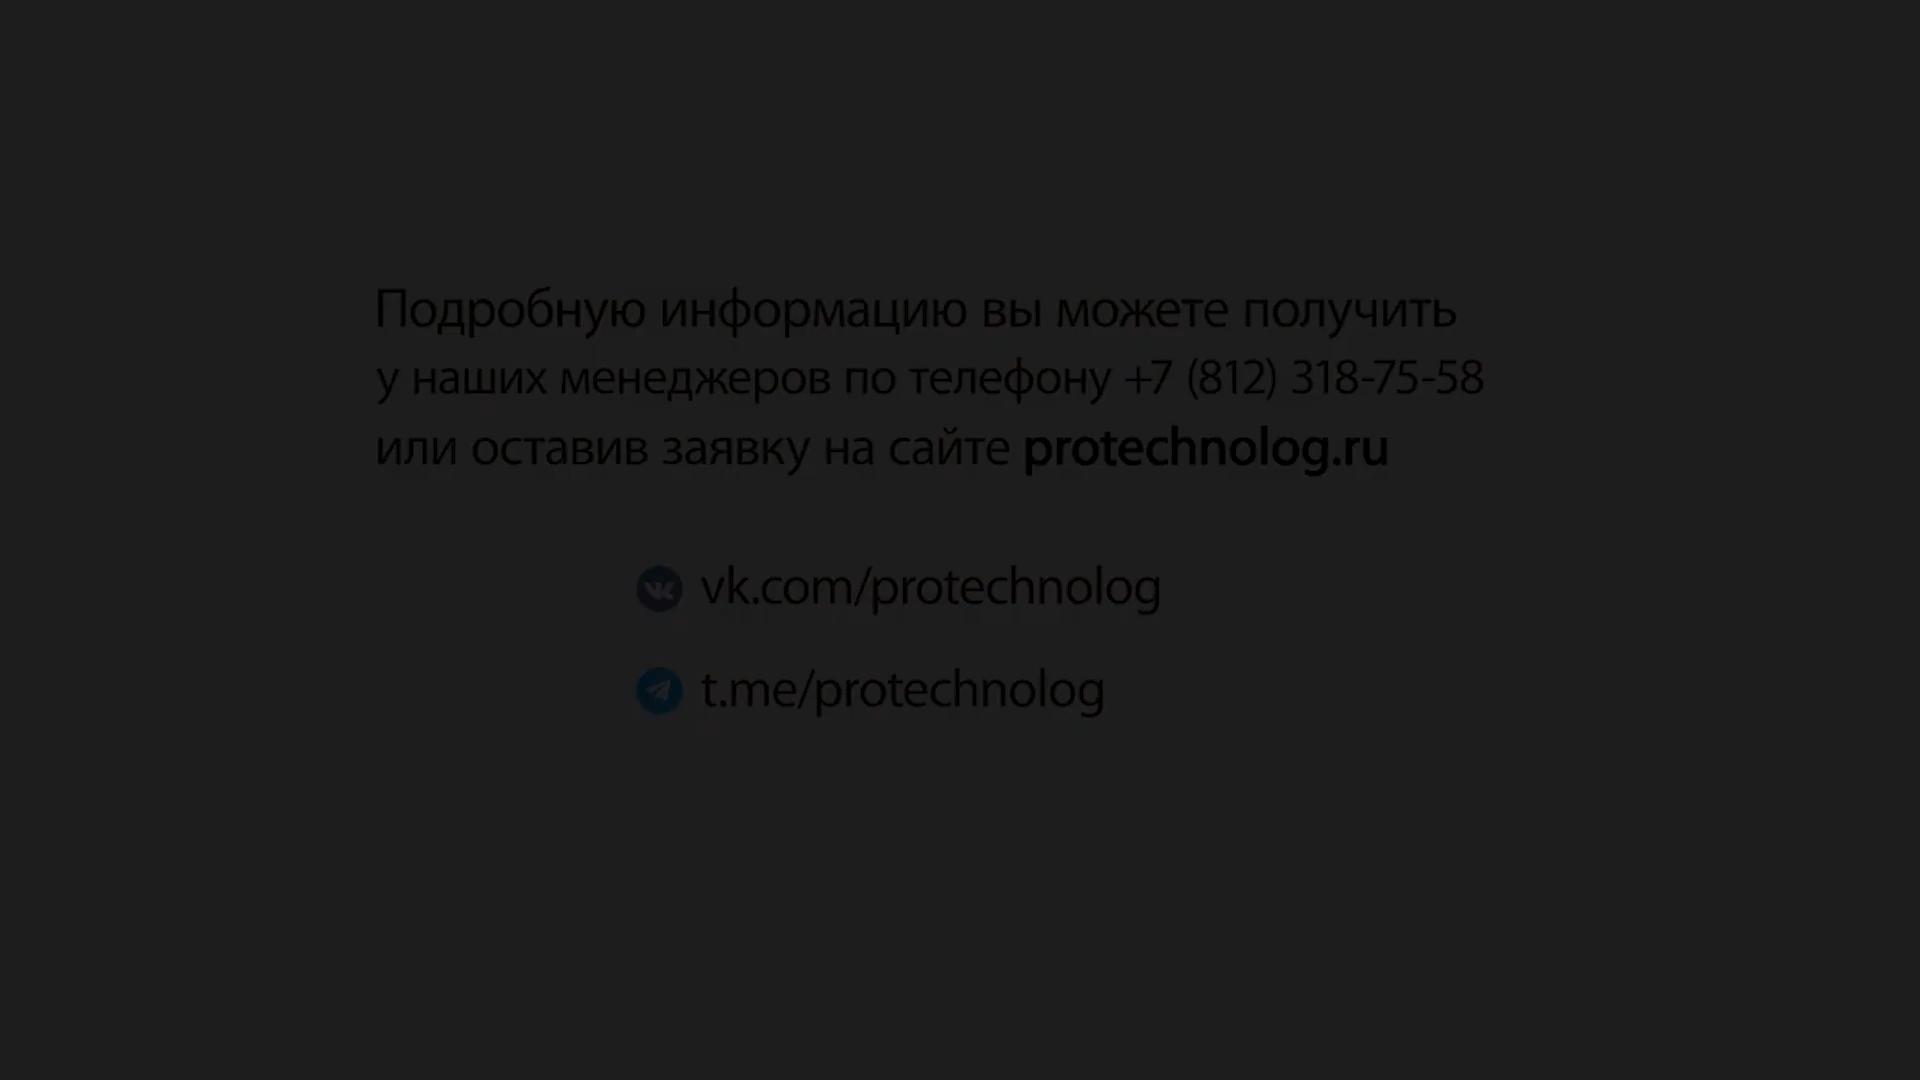 Подробную информацию вы можете получить
у наших менеджеров по телефону +7 (812) 318-75-58
или оставив заявку на сайте protechnolog.ru
vk.com/protechnolog
t.me/protechnolog